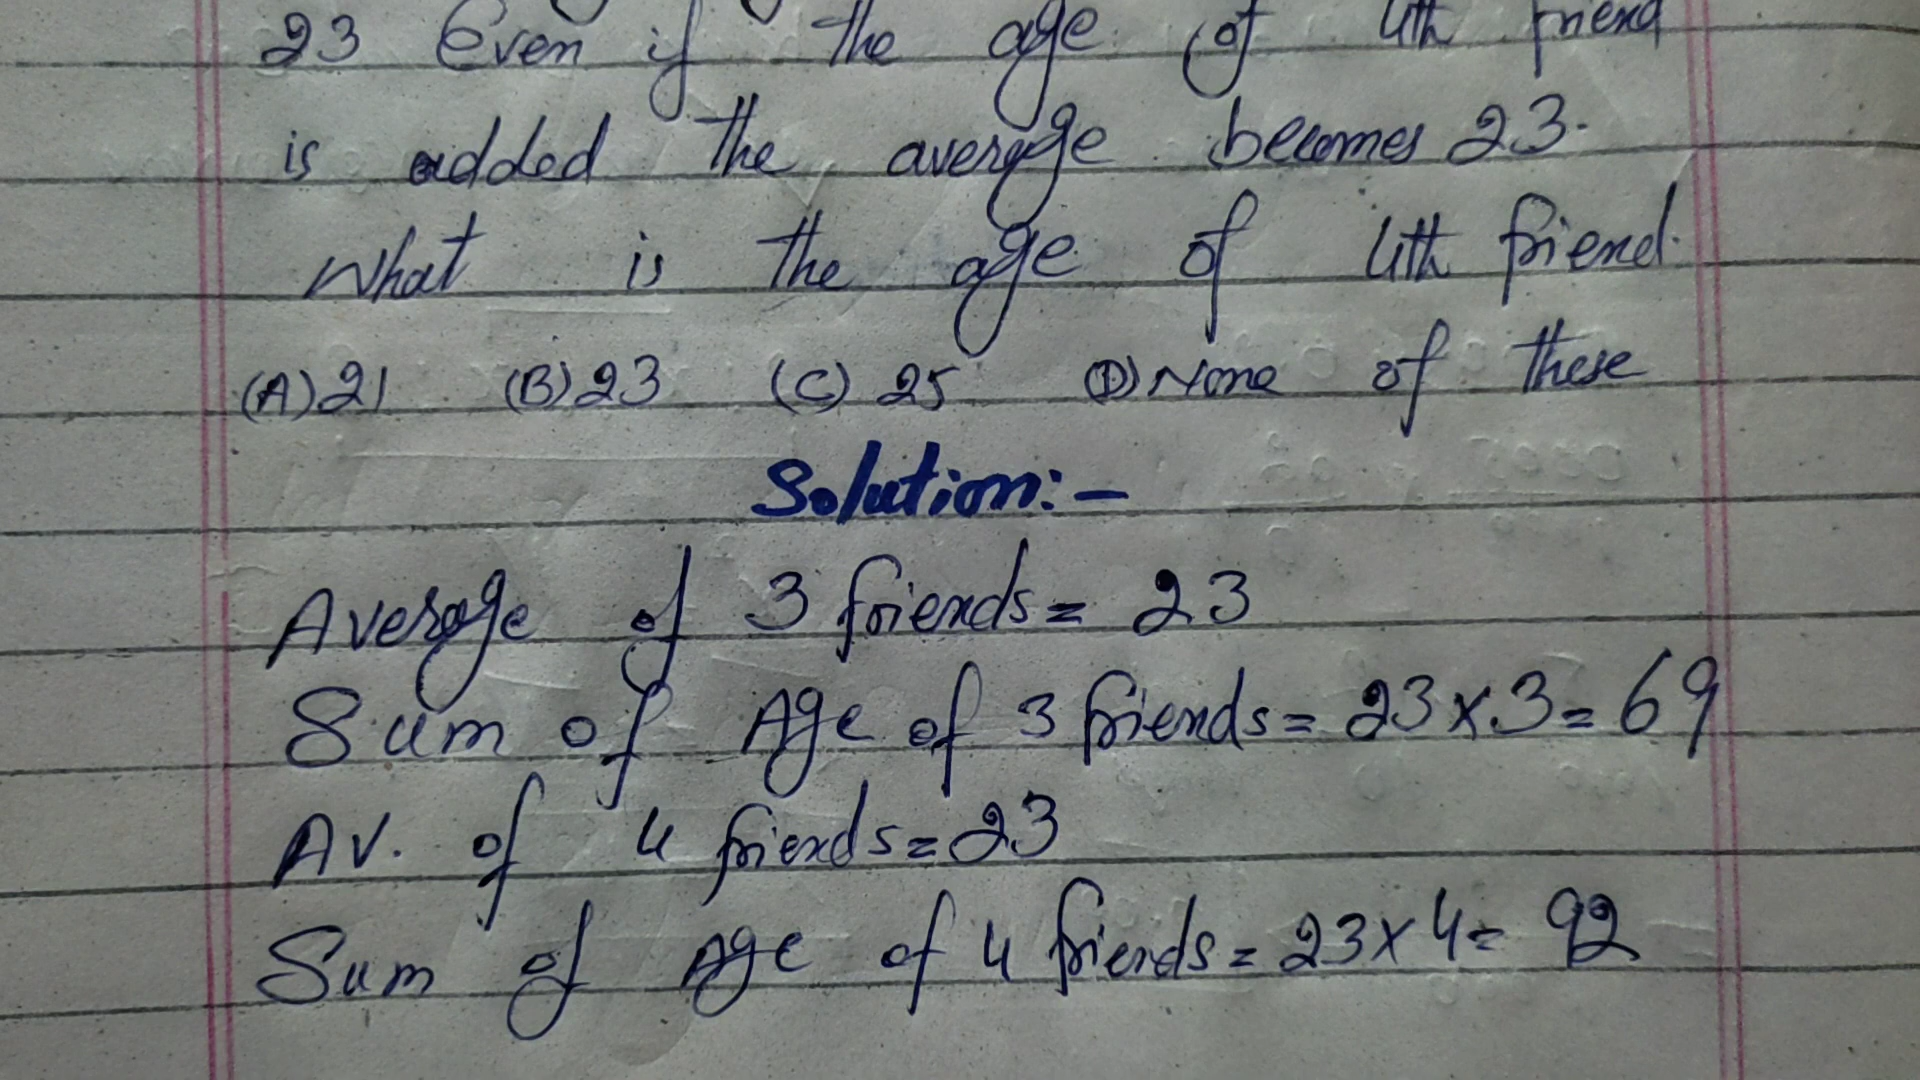 23 Even if the age of 4th friend
is added the average becomes 23.
What is the age of 4th friend.
(A) 21 (B) 23 (C) 25 (D) None of these
Solution:-
Average of 3 friends = 23
Sum of Age of 3 friends = 23 x 3 = 69
AV. of 4 friends = 23
Sum of Age of 4 friends = 23 x 4 = 92